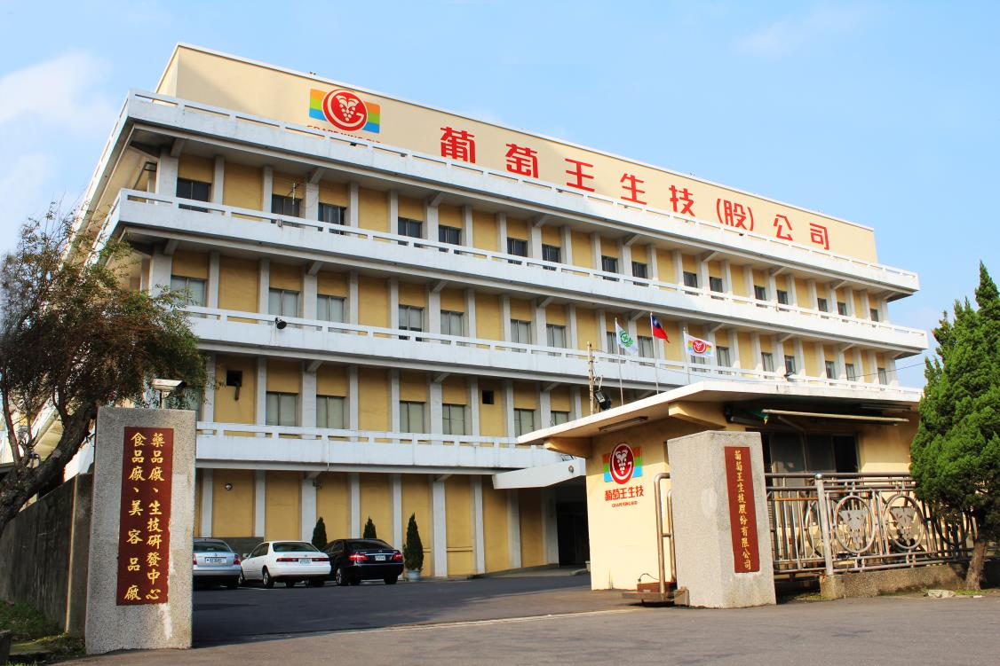 葡萄王生技(股)公司
藥品廠、生技研發中心
食品廠、美容品廠
葡萄王生技
GRAPE KING BIO
葡萄王生技股份有限公司